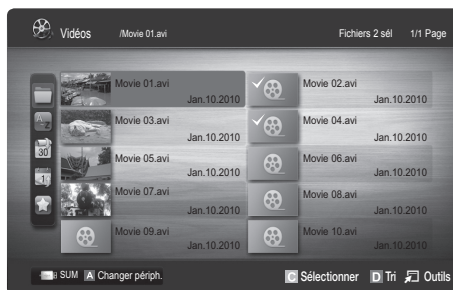 Vidéos /Movie 01.avi Fichiers 2 sél 1/1 Page
Movie 01.avi Movie 02.avi
Jan.10.2010 Jan.10.2010
Movie 03.avi Movie 04.avi
Jan.10.2010 Jan.10.2010
Movie 05.avi Movie 06.avi
Jan.10.2010 Jan.10.2010
Movie 07.avi Movie 08.avi
Jan.10.2010 Jan.10.2010
Movie 09.avi Movie 10.avi
Jan.10.2010 Jan.10.2010
30
1
SUM A Changer périph. C Sélectionner D Tri Outils